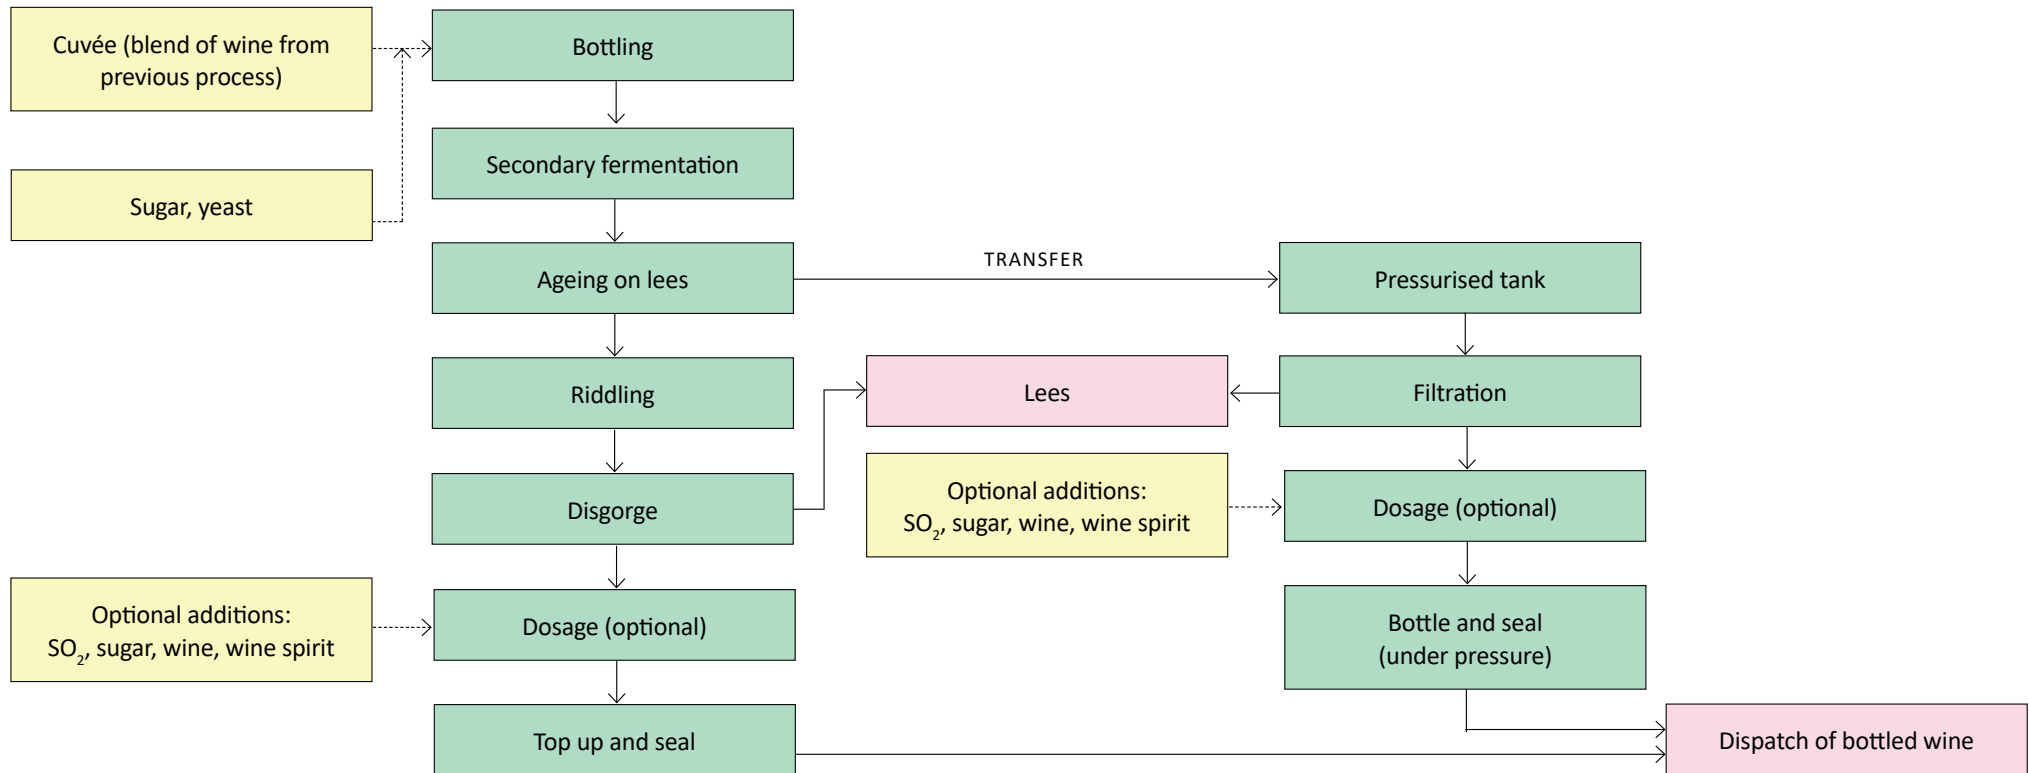 Cuvée (blend of wine from
previous process)
Bottling
Secondary fermentation
Sugar, yeast
Ageing on lees
TRANSFER
Pressurised tank
Riddling
Lees
Filtration
Disgorge
Optional additions:
SO₂, sugar, wine, wine spirit
Dosage (optional)
Optional additions:
SO₂, sugar, wine, wine spirit
Dosage (optional)
Bottle and seal
(under pressure)
Top up and seal
Dispatch of bottled wine